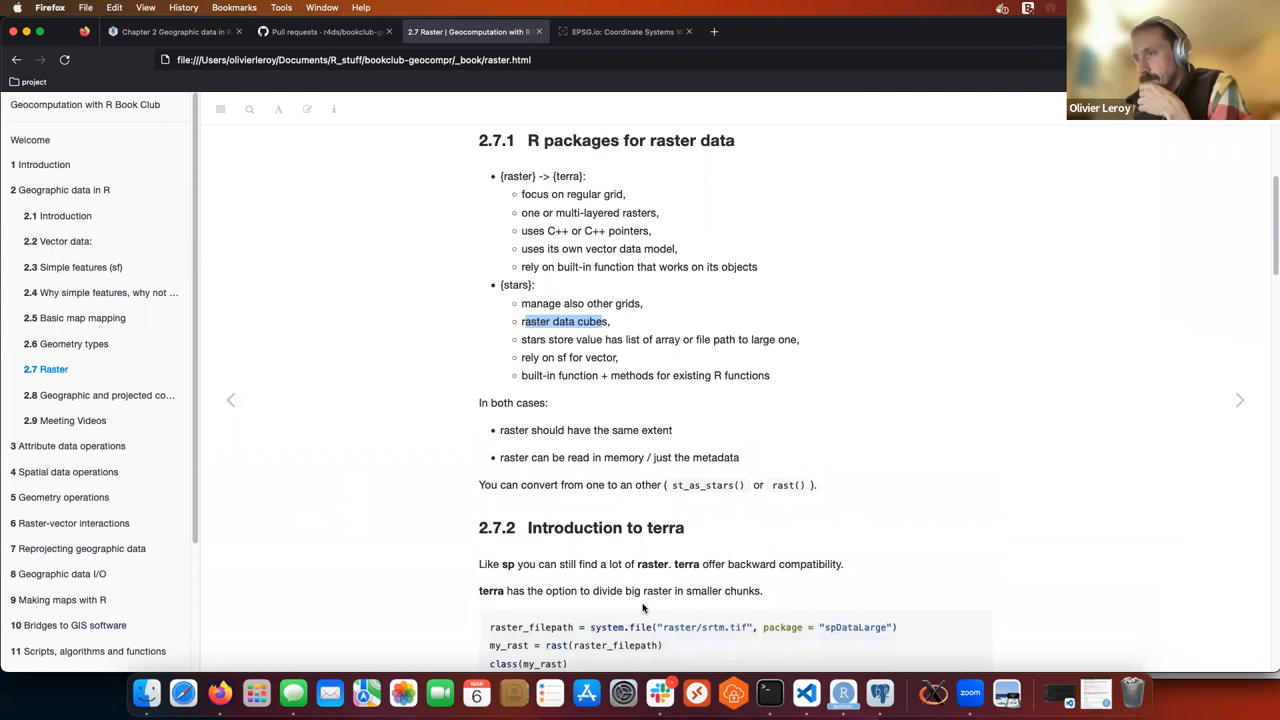 Firefox File Edit View History Bookmarks Tools Window Help
Chapter 2 Geographic data in R
Pull requests · r4ds/bookclub-g
2.7 Raster | Geocomputation with R
EPSG.io: Coordinate Systems W
file:///Users/olivierleroy/Documents/R_stuff/bookclub-geocompr/_book/raster.html
project
Olivier Leroy
Geocomputation with R Book Club
Welcome
1 Introduction
2 Geographic data in R
2.1 Introduction
2.2 Vector data:
2.3 Simple features (sf)
2.4 Why simple features, why not ...
2.5 Basic map mapping
2.6 Geometry types
2.7 Raster
2.8 Geographic and projected co...
2.9 Meeting Videos
3 Attribute data operations
4 Spatial data operations
5 Geometry operations
6 Raster-vector interactions
7 Reprojecting geographic data
8 Geographic data I/O
9 Making maps with R
10 Bridges to GIS software
11 Scripts, algorithms and functions
2.7.1 R packages for raster data
• {raster} -> {terra}:
○ focus on regular grid,
○ one or multi-layered rasters,
○ uses C++ or C++ pointers,
○ uses its own vector data model,
○ rely on built-in function that works on its objects
• {stars}:
○ manage also other grids,
○ raster data cubes,
○ stars store value has list of array or file path to large one,
○ rely on sf for vector,
○ built-in function + methods for existing R functions
In both cases:
• raster should have the same extent
• raster can be read in memory / just the metadata
You can convert from one to an other ( st_as_stars() or rast() ).
2.7.2 Introduction to terra
Like sp you can still find a lot of raster. terra offer backward compatibility.
terra has the option to divide big raster in smaller chunks.
raster_filepath = system.file("raster/srtm.tif", package = "spDataLarge")
my_rast = rast(raster_filepath)
class(my_rast)
MAR
6
zoom